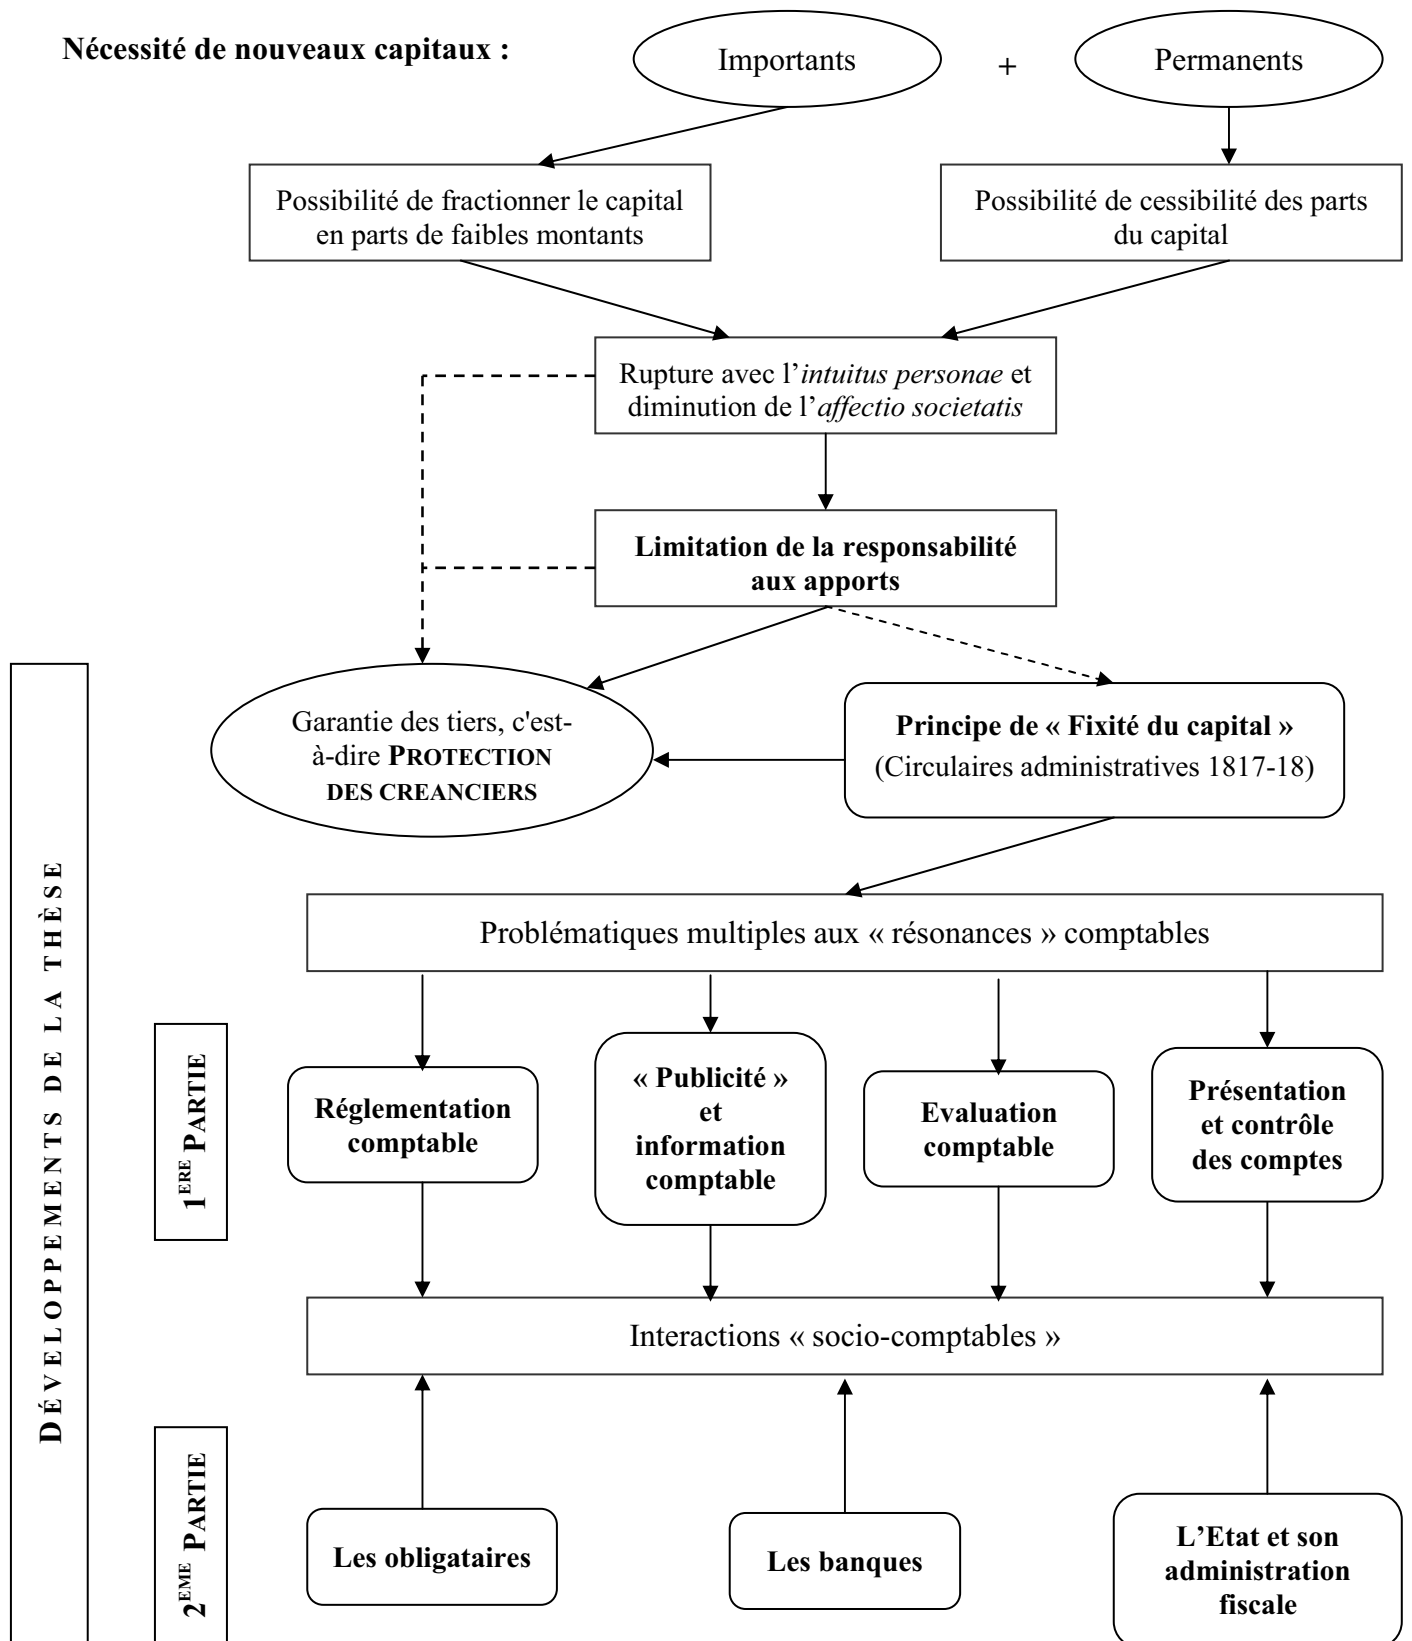 Nécessité de nouveaux capitaux :
Importants
+
Permanents
Possibilité de fractionner le capital
en parts de faibles montants
Possibilité de cessibilité des parts
du capital
Rupture avec l’intuitus personae et
diminution de l’affectio societatis
Limitation de la responsabilité
aux apports
Garantie des tiers, c'est-
à-dire PROTECTION
DES CREANCIERS
Principe de « Fixité du capital »
(Circulaires administratives 1817-18)
DÉVELOPPEMENTS DE LA THÈSE
Problématiques multiples aux « résonances » comptables
1ERE PARTIE
Réglementation
comptable
« Publicité »
et
information
comptable
Evaluation
comptable
Présentation
et contrôle
des comptes
Interactions « socio-comptables »
2EME PARTIE
Les obligataires
Les banques
L’Etat et son
administration
fiscale